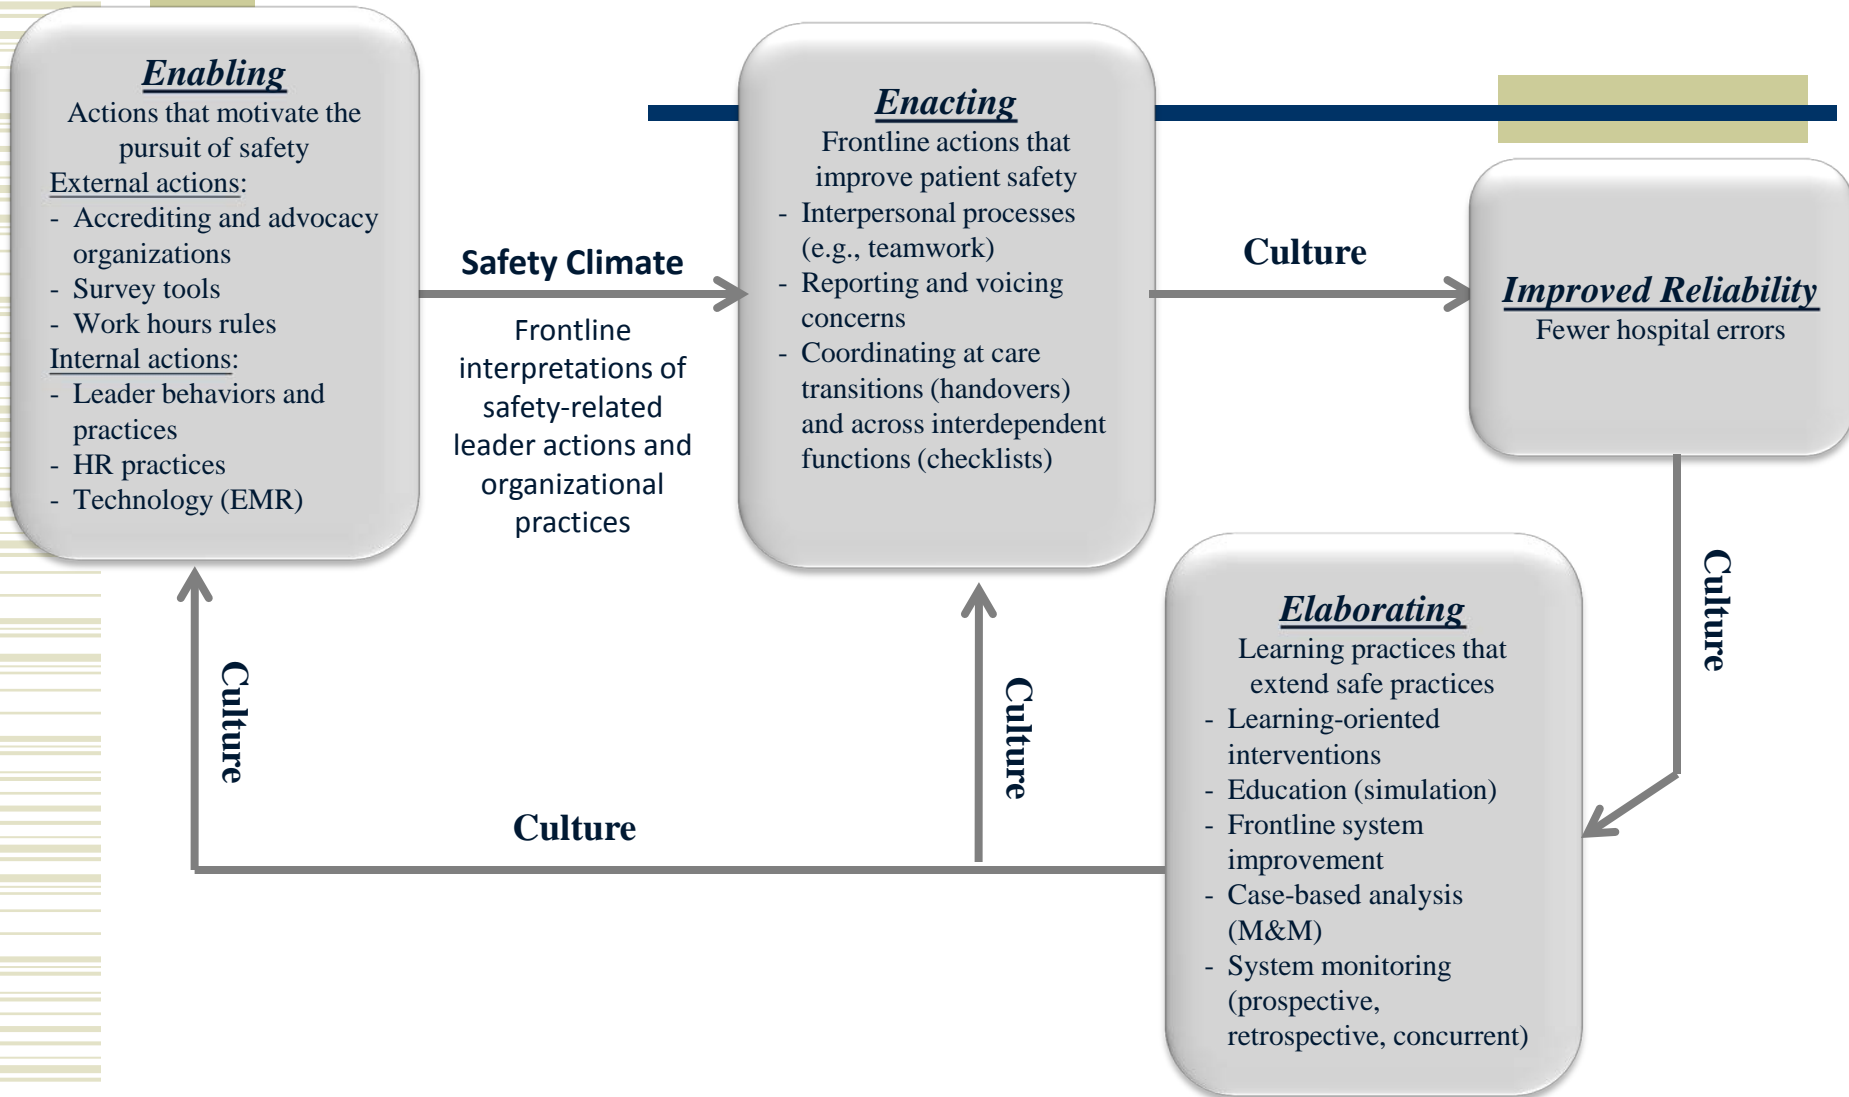 Enabling
Actions that motivate the
pursuit of safety
External actions:
- Accrediting and advocacy
organizations
- Survey tools
- Work hours rules
Internal actions:
- Leader behaviors and
practices
- HR practices
- Technology (EMR)
Safety Climate
Frontline
interpretations of
safety-related
leader actions and
organizational
practices
Enacting
Frontline actions that
improve patient safety
- Interpersonal processes
(e.g., teamwork)
- Reporting and voicing
concerns
- Coordinating at care
transitions (handovers)
and across interdependent
functions (checklists)
Culture
Improved Reliability
Fewer hospital errors
Culture
Elaborating
Learning practices that
extend safe practices
- Learning-oriented
interventions
- Education (simulation)
- Frontline system
improvement
- Case-based analysis
(M&M)
- System monitoring
(prospective,
retrospective, concurrent)
Culture
Culture
Culture